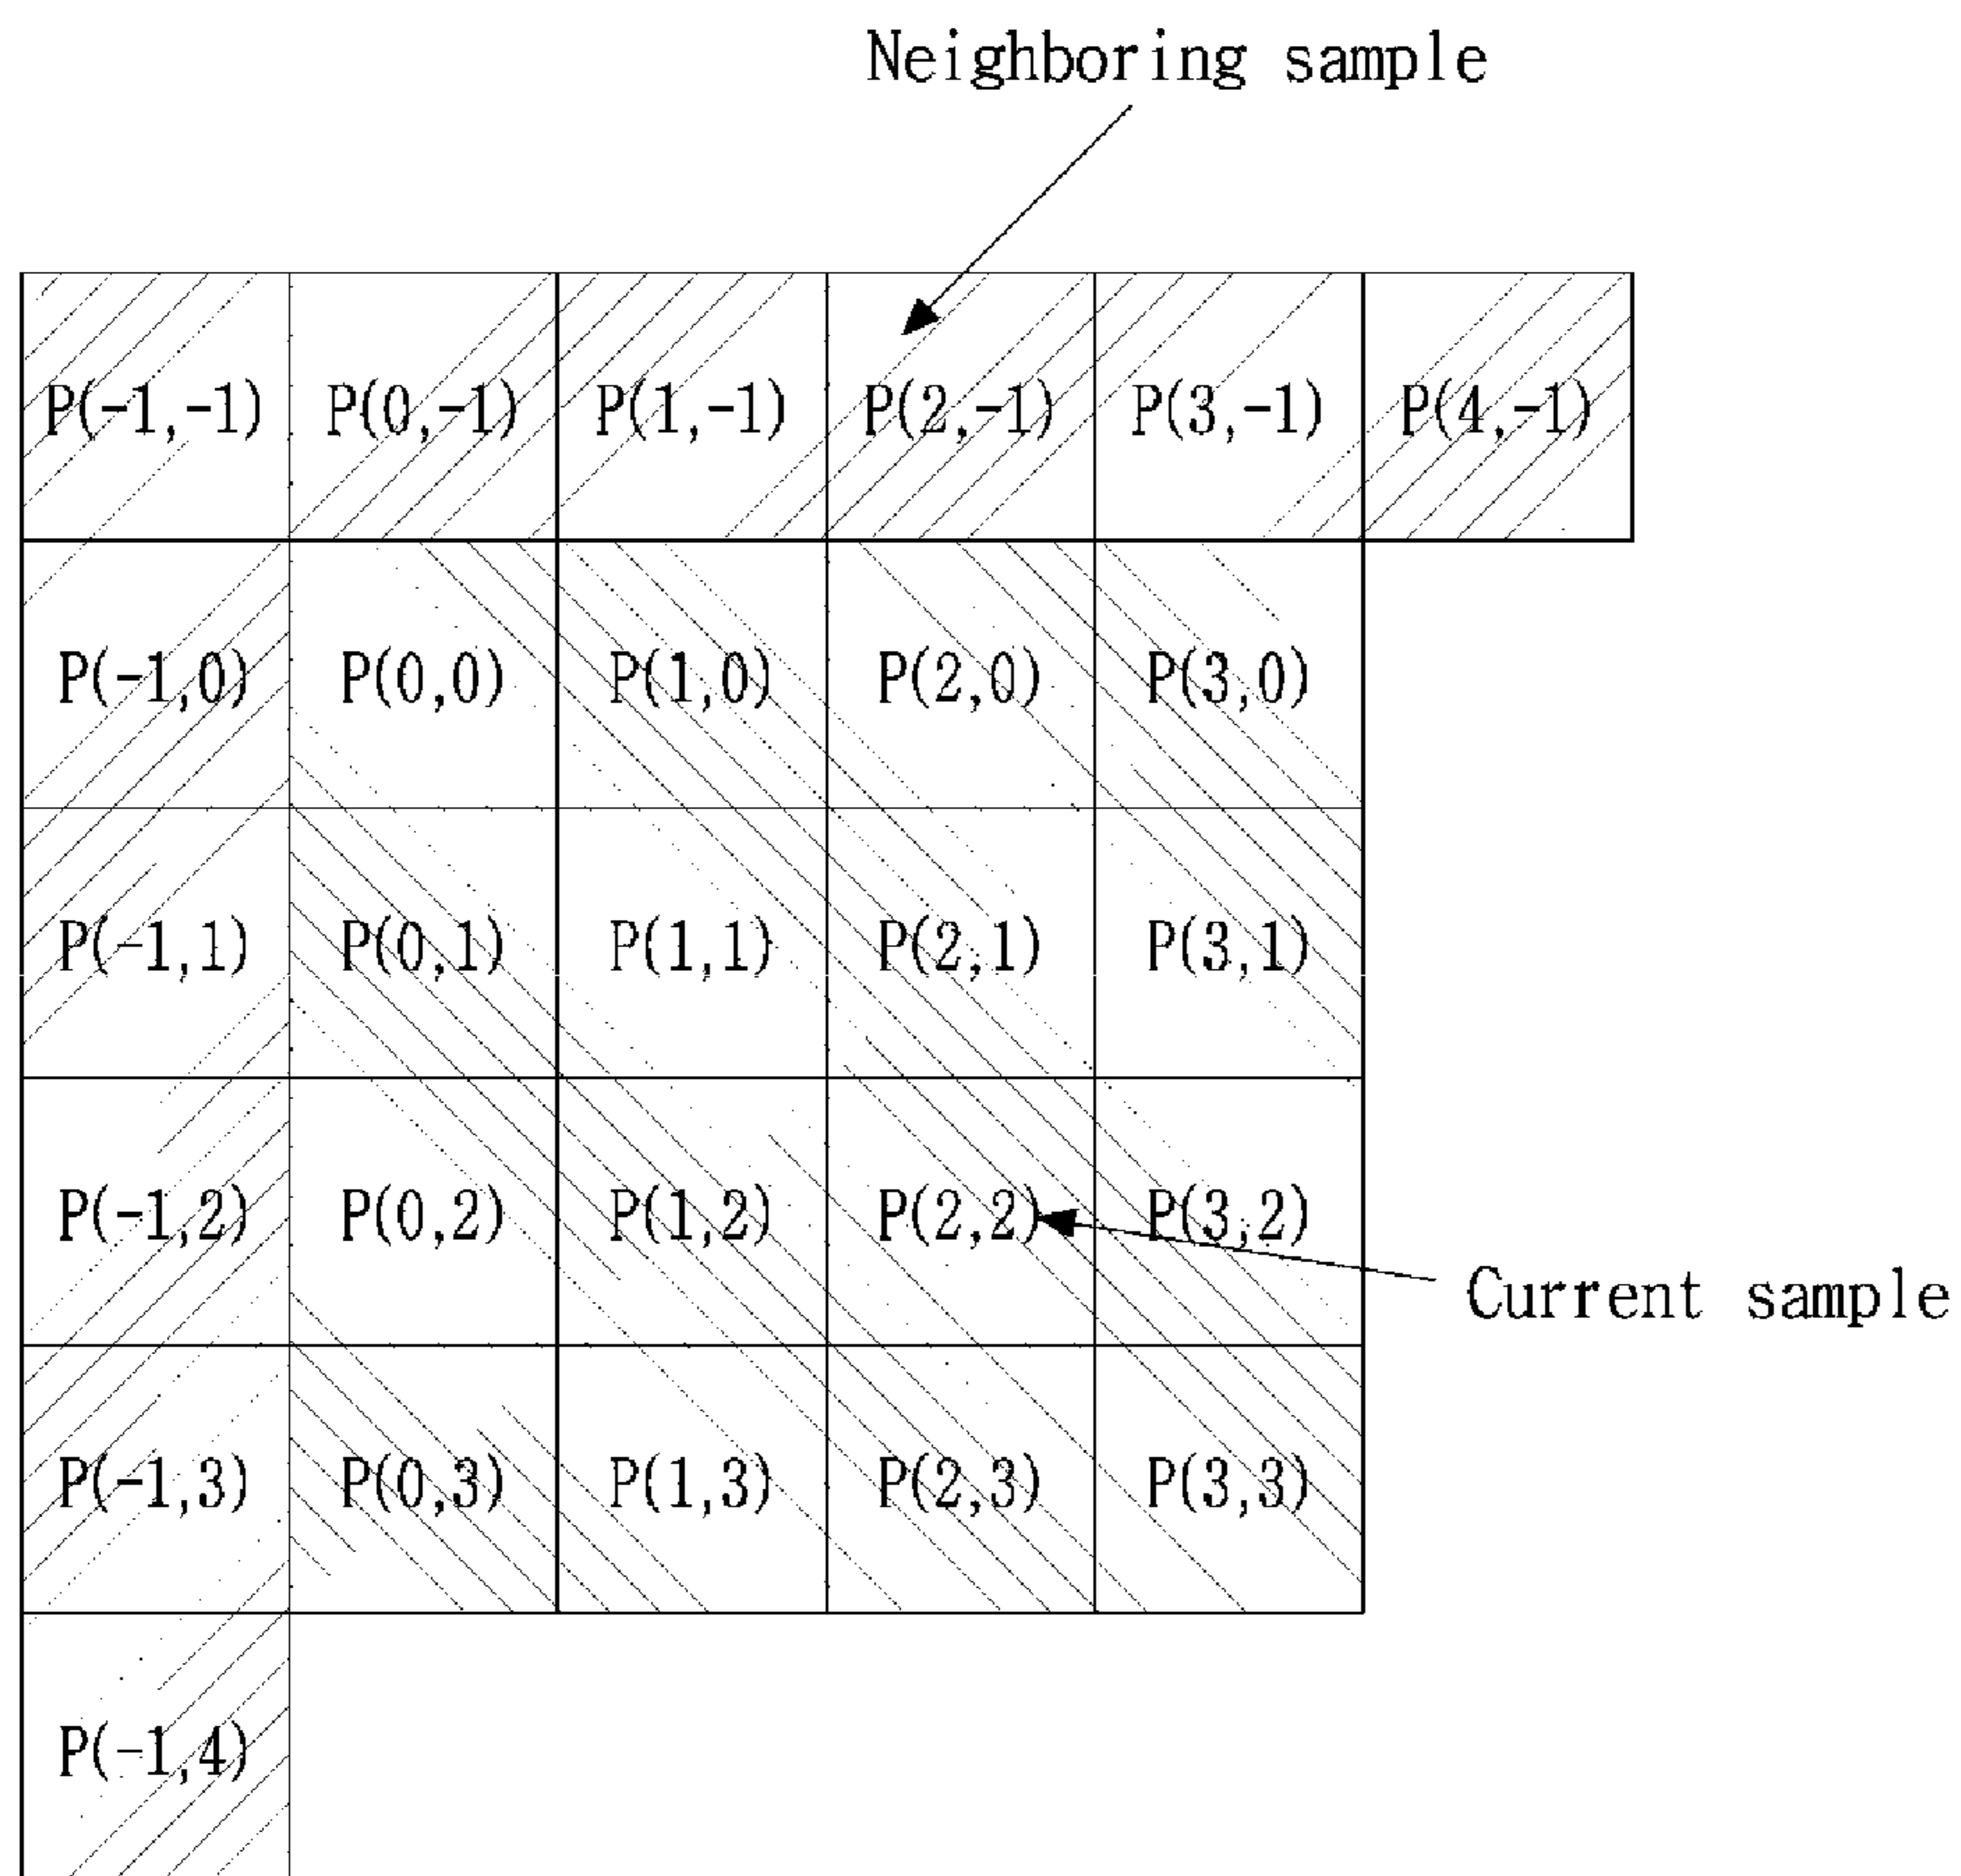 Neighboring sample
P(-1,-1) P(0,-1) P(1,-1) P(2,-1) P(3,-1) P(4,-1)
P(-1,0) P(0,0) P(1,0) P(2,0) P(3,0)
P(-1,1) P(0,1) P(1,1) P(2,1) P(3,1)
P(-1,2) P(0,2) P(1,2) P(2,2) P(3,2)
Current sample
P(-1,3) P(0,3) P(1,3) P(2,3) P(3,3)
P(-1,4)